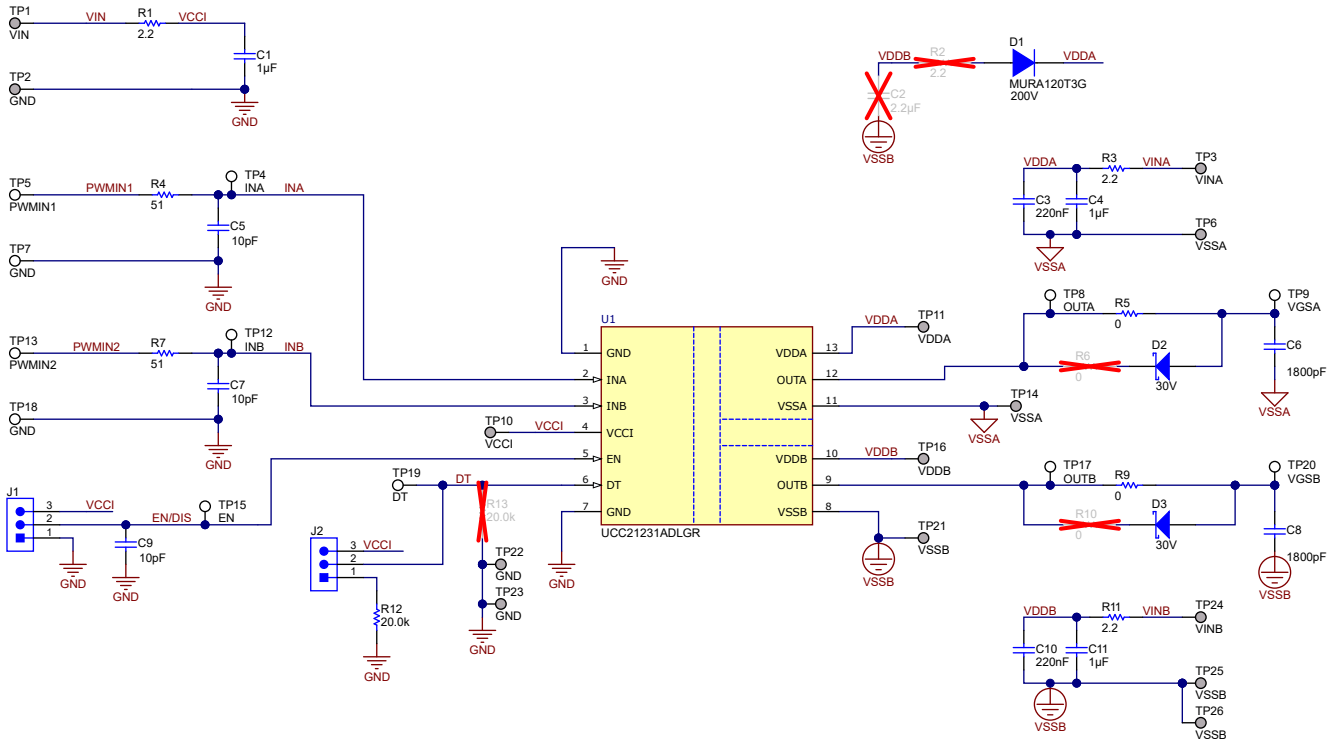 TP1
VIN
VIN
R1
2.2
VCCI
C1
1µF
TP2
GND
GND
VDDB
R2
2.2
D1
VDDA
MURA120T3G
200V
C2
2.2µF
VSSB
VDDA
R3
2.2
VINA
TP3
VINA
C3
220nF
C4
1µF
TP6
VSSA
VSSA
TP5
PWMIN1
PWMIN1
R4
51
TP4
INA
INA
C5
10pF
TP7
GND
GND
TP13
PWMIN2
PWMIN2
R7
51
TP12
INB
INB
C7
10pF
TP18
GND
GND
GND
U1
1
GND
2
INA
3
INB
4
VCCI
5
EN
6
DT
7
GND
VDDA
13
OUTA
12
VSSA
11
VDDB
10
OUTB
9
VSSB
8
UCC21231ADLGR
TP10
VCCI
VCCI
VDDA
TP11
VDDA
TP8
OUTA
R5
0
TP9
VGSA
R6
0
D2
30V
C6
1800pF
VSSA
TP14
VSSA
VSSA
VDDB
TP16
VDDB
TP17
OUTB
R9
0
TP20
VGSB
R10
0
D3
30V
C8
1800pF
VSSB
TP21
VSSB
VSSB
J1
3
2
1
VCCI
EN/DIS
TP15
EN
C9
10pF
GND
GND
TP19
DT
DT
R13
20.0k
J2
3
2
1
VCCI
R12
20.0k
GND
TP22
GND
TP23
GND
GND
GND
VDDB
R11
2.2
VINB
TP24
VINB
C10
220nF
C11
1µF
TP25
VSSB
VSSB
TP26
VSSB